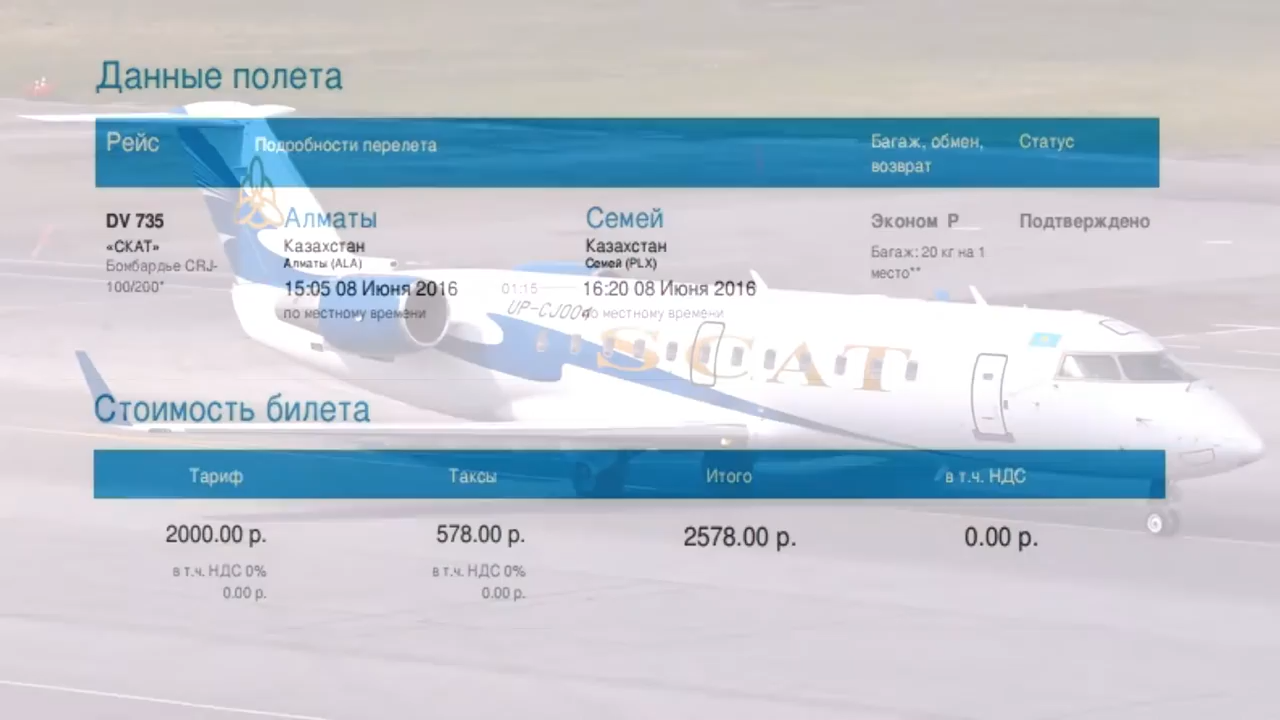 Данные полета
Рейс Подробности перелета Багаж, обмен, возврат Статус
DV 735 Алматы Семей Эконом Р Подтверждено
«СКАТ» Казахстан Казахстан Багаж: 20 кг на 1 место**
Бомбардье CRJ-100/200* Алматы (ALA) Семей (PLX)
15:05 08 Июня 2016 01:15 16:20 08 Июня 2016
по местному времени по местному времени
UP-CJ004
SCAT
Стоимость билета
Тариф Таксы Итого в т.ч. НДС
2000.00 р. 578.00 р. 2578.00 р. 0.00 р.
в т.ч. НДС 0% в т.ч. НДС 0%
0.00 р. 0.00 р.